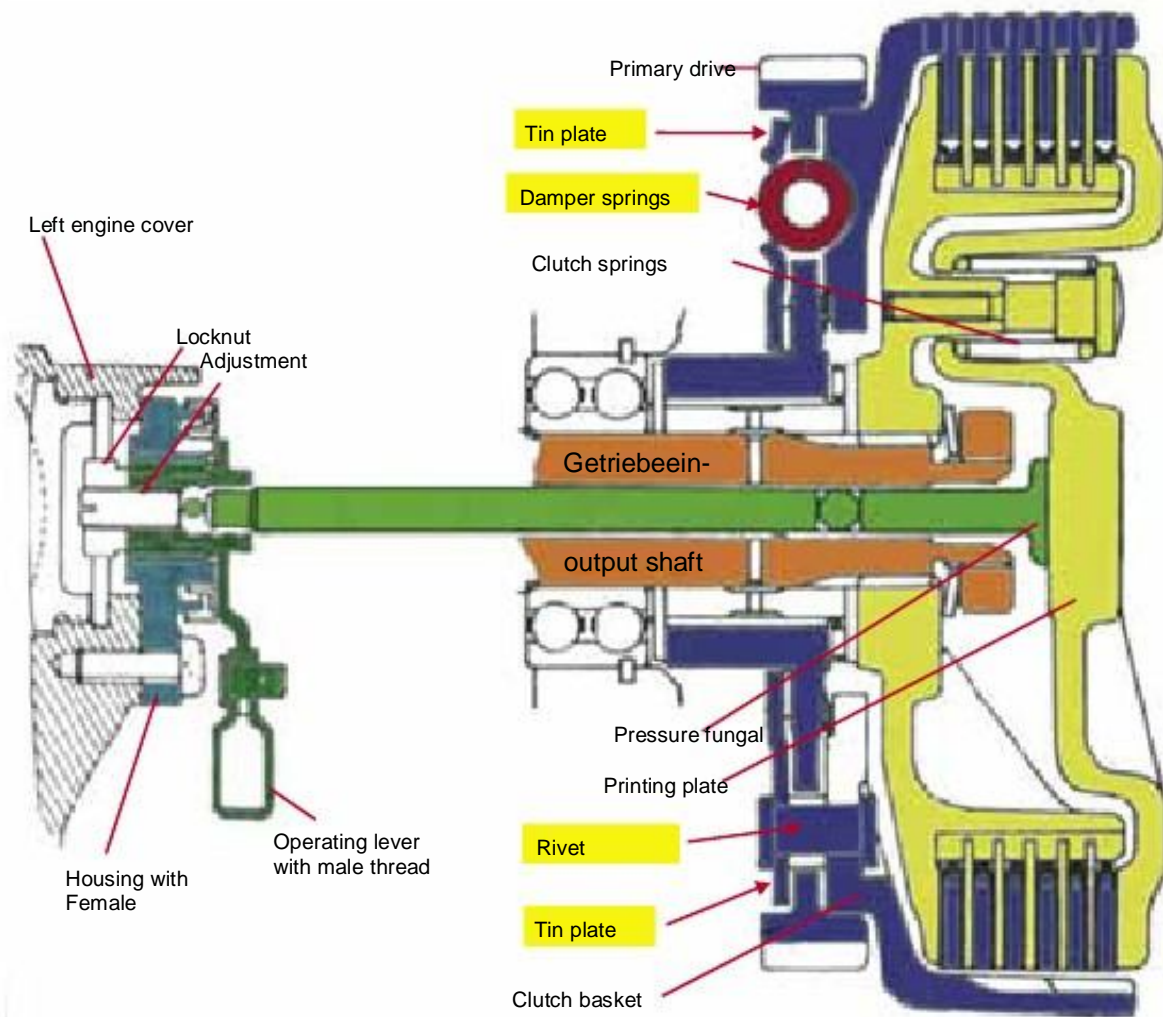 Primary drive
Tin plate
Damper springs
Left engine cover
Clutch springs
Locknut
Adjustment
Getriebeein-
output shaft
Pressure fungal
Printing plate
Operating lever
with male thread
Rivet
Housing with
Female
Tin plate
Clutch basket